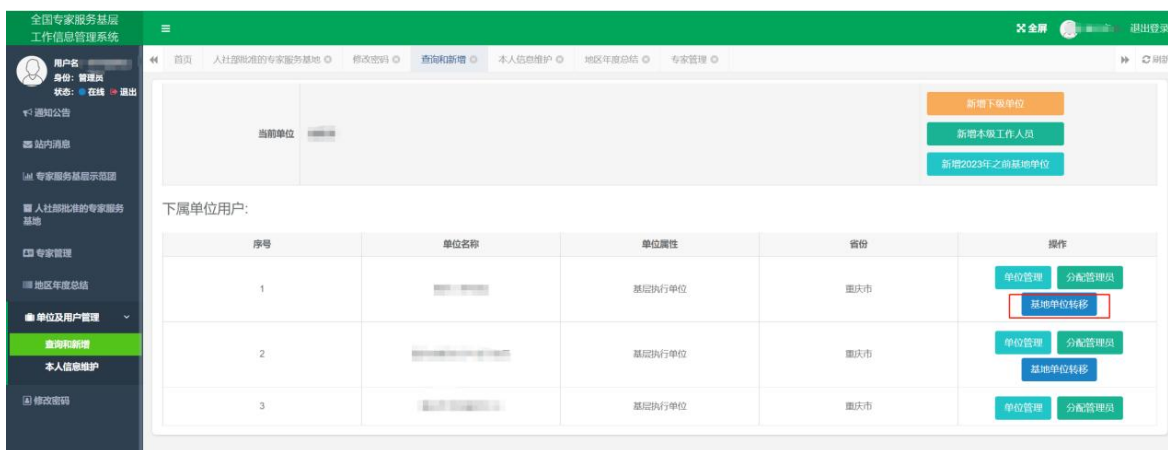 全国专家服务基层
工作信息管理系统
全屏
退出登录
用户名
身份: 管理员
状态: 在线 退出
首页
人社部批准的专家服务基地
修改密码
查询和新增
本人信息维护
地区年度总结
专家管理
刷新
通知公告
站内消息
专家服务基层示范团
人社部批准的专家服务
基地
专家管理
地区年度总结
单位及用户管理
查询和新增
本人信息维护
修改密码
当前单位
新增下级单位
新增本级工作人员
新增2023年之前基地单位
下属单位用户:
序号 单位名称 单位属性 省份 操作
1 基层执行单位 重庆市 单位管理 分配管理员
基地单位转移
2 基层执行单位 重庆市 单位管理 分配管理员
基地单位转移
3 基层执行单位 重庆市 单位管理 分配管理员